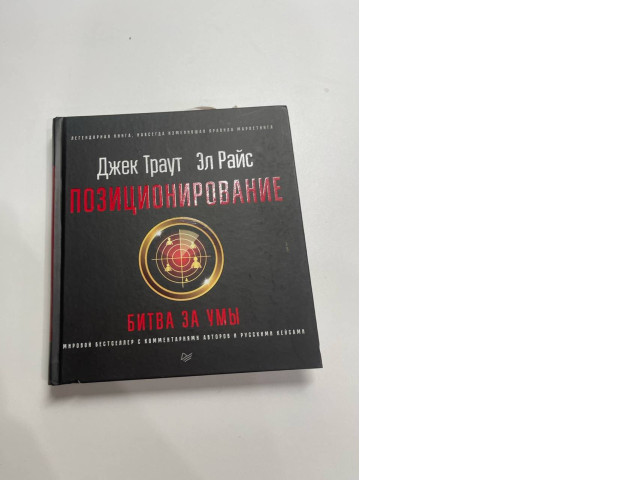 ЛЕГЕНДАРНАЯ КНИГА, НАВСЕГДА ИЗМЕНИВШАЯ ПРАВИЛА МАРКЕТИНГА
Джек Траут Эл Райс
ПОЗИЦИОНИРОВАНИЕ
БИТВА ЗА УМЫ
МИРОВОЙ БЕСТСЕЛЛЕР С КОММЕНТАРИЯМИ АВТОРОВ И РУССКИМИ КЕЙСАМИ